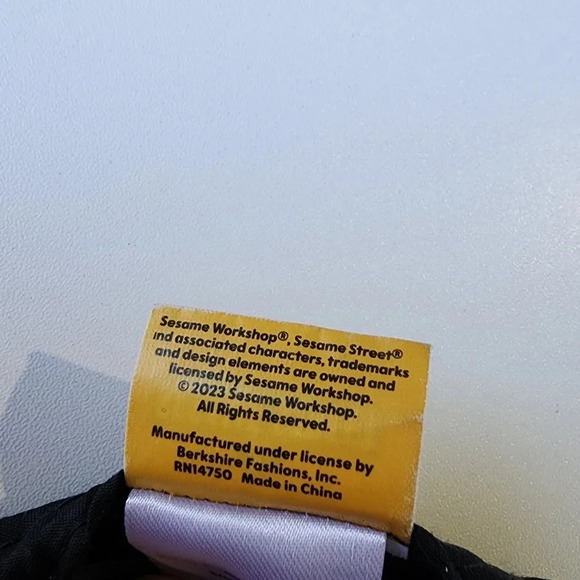 Sesame Workshop®, Sesame Street®
nd associated characters, trademarks
and design elements are owned and
licensed by Sesame Workshop.
© 2023 Sesame Workshop.
All Rights Reserved.
Manufactured under license by
Berkshire Fashions, Inc.
RN14750 Made in China